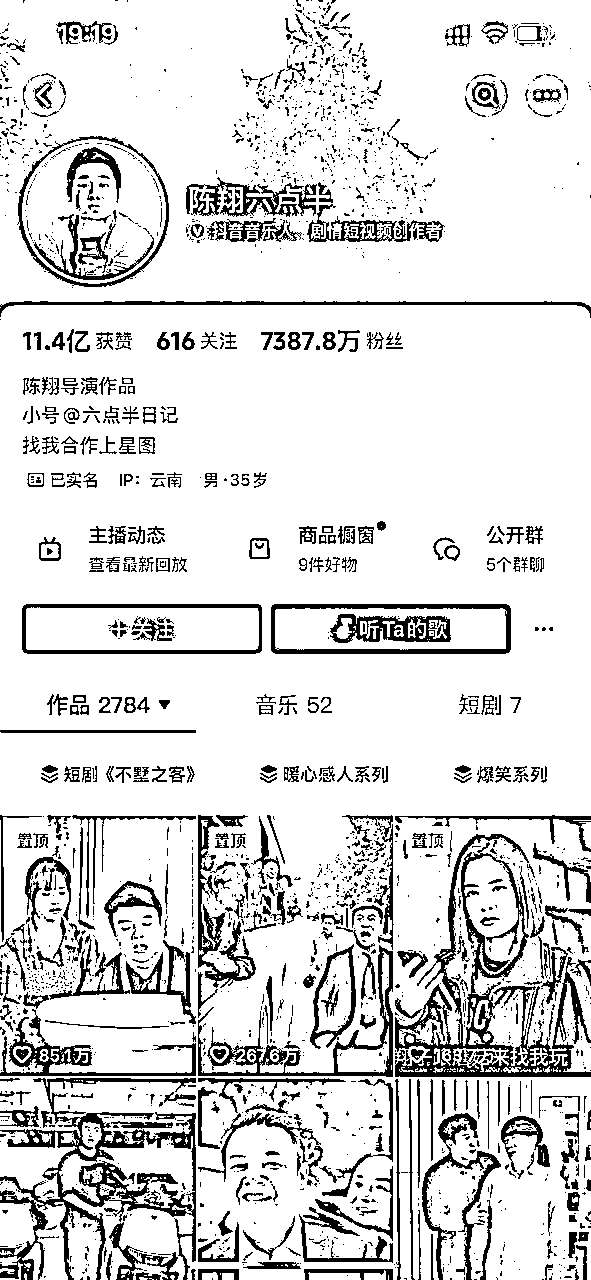 19:19
陈翔六点半
抖音音乐人、剧情短视频创作者
11.4亿 获赞 616 关注 7387.8万 粉丝
陈翔导演作品
小号@六点半日记
找我合作上星图
已实名 IP：云南 男·35岁
主播动态 商品橱窗 公开群
查看最新回放 9件好物 5个群聊
+关注 听Ta的歌 ...
作品 2784 音乐 52 短剧 7
短剧《不墅之客》 暖心感人系列 爆笑系列
置顶 置顶 置顶
85.1万 267.6万 来找我玩